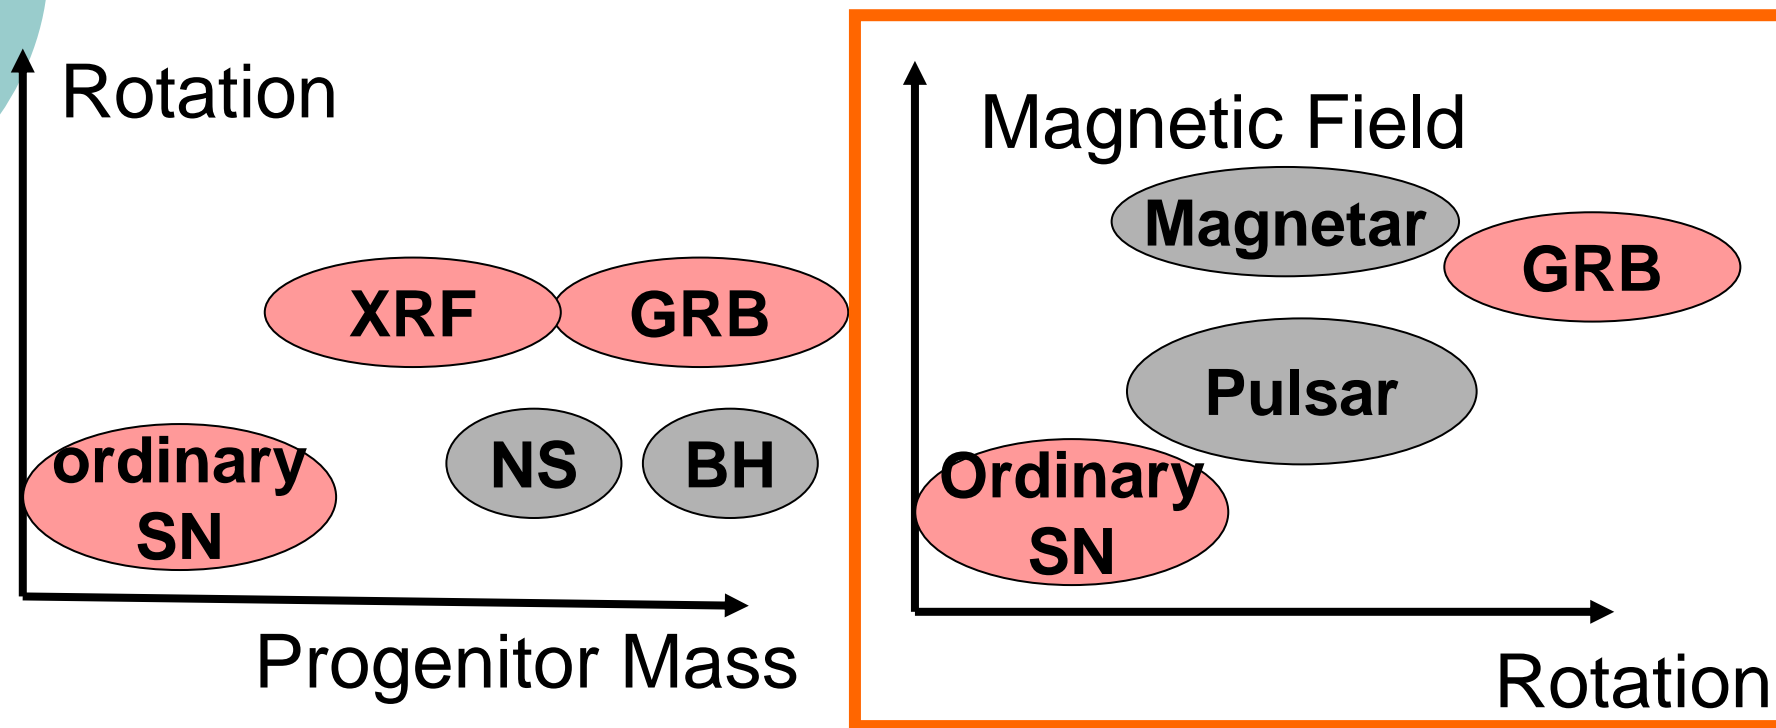 Rotation
XRF
GRB
ordinary
SN
NS
BH
Progenitor Mass
Magnetic Field
Magnetar
GRB
Pulsar
Ordinary
SN
Rotation